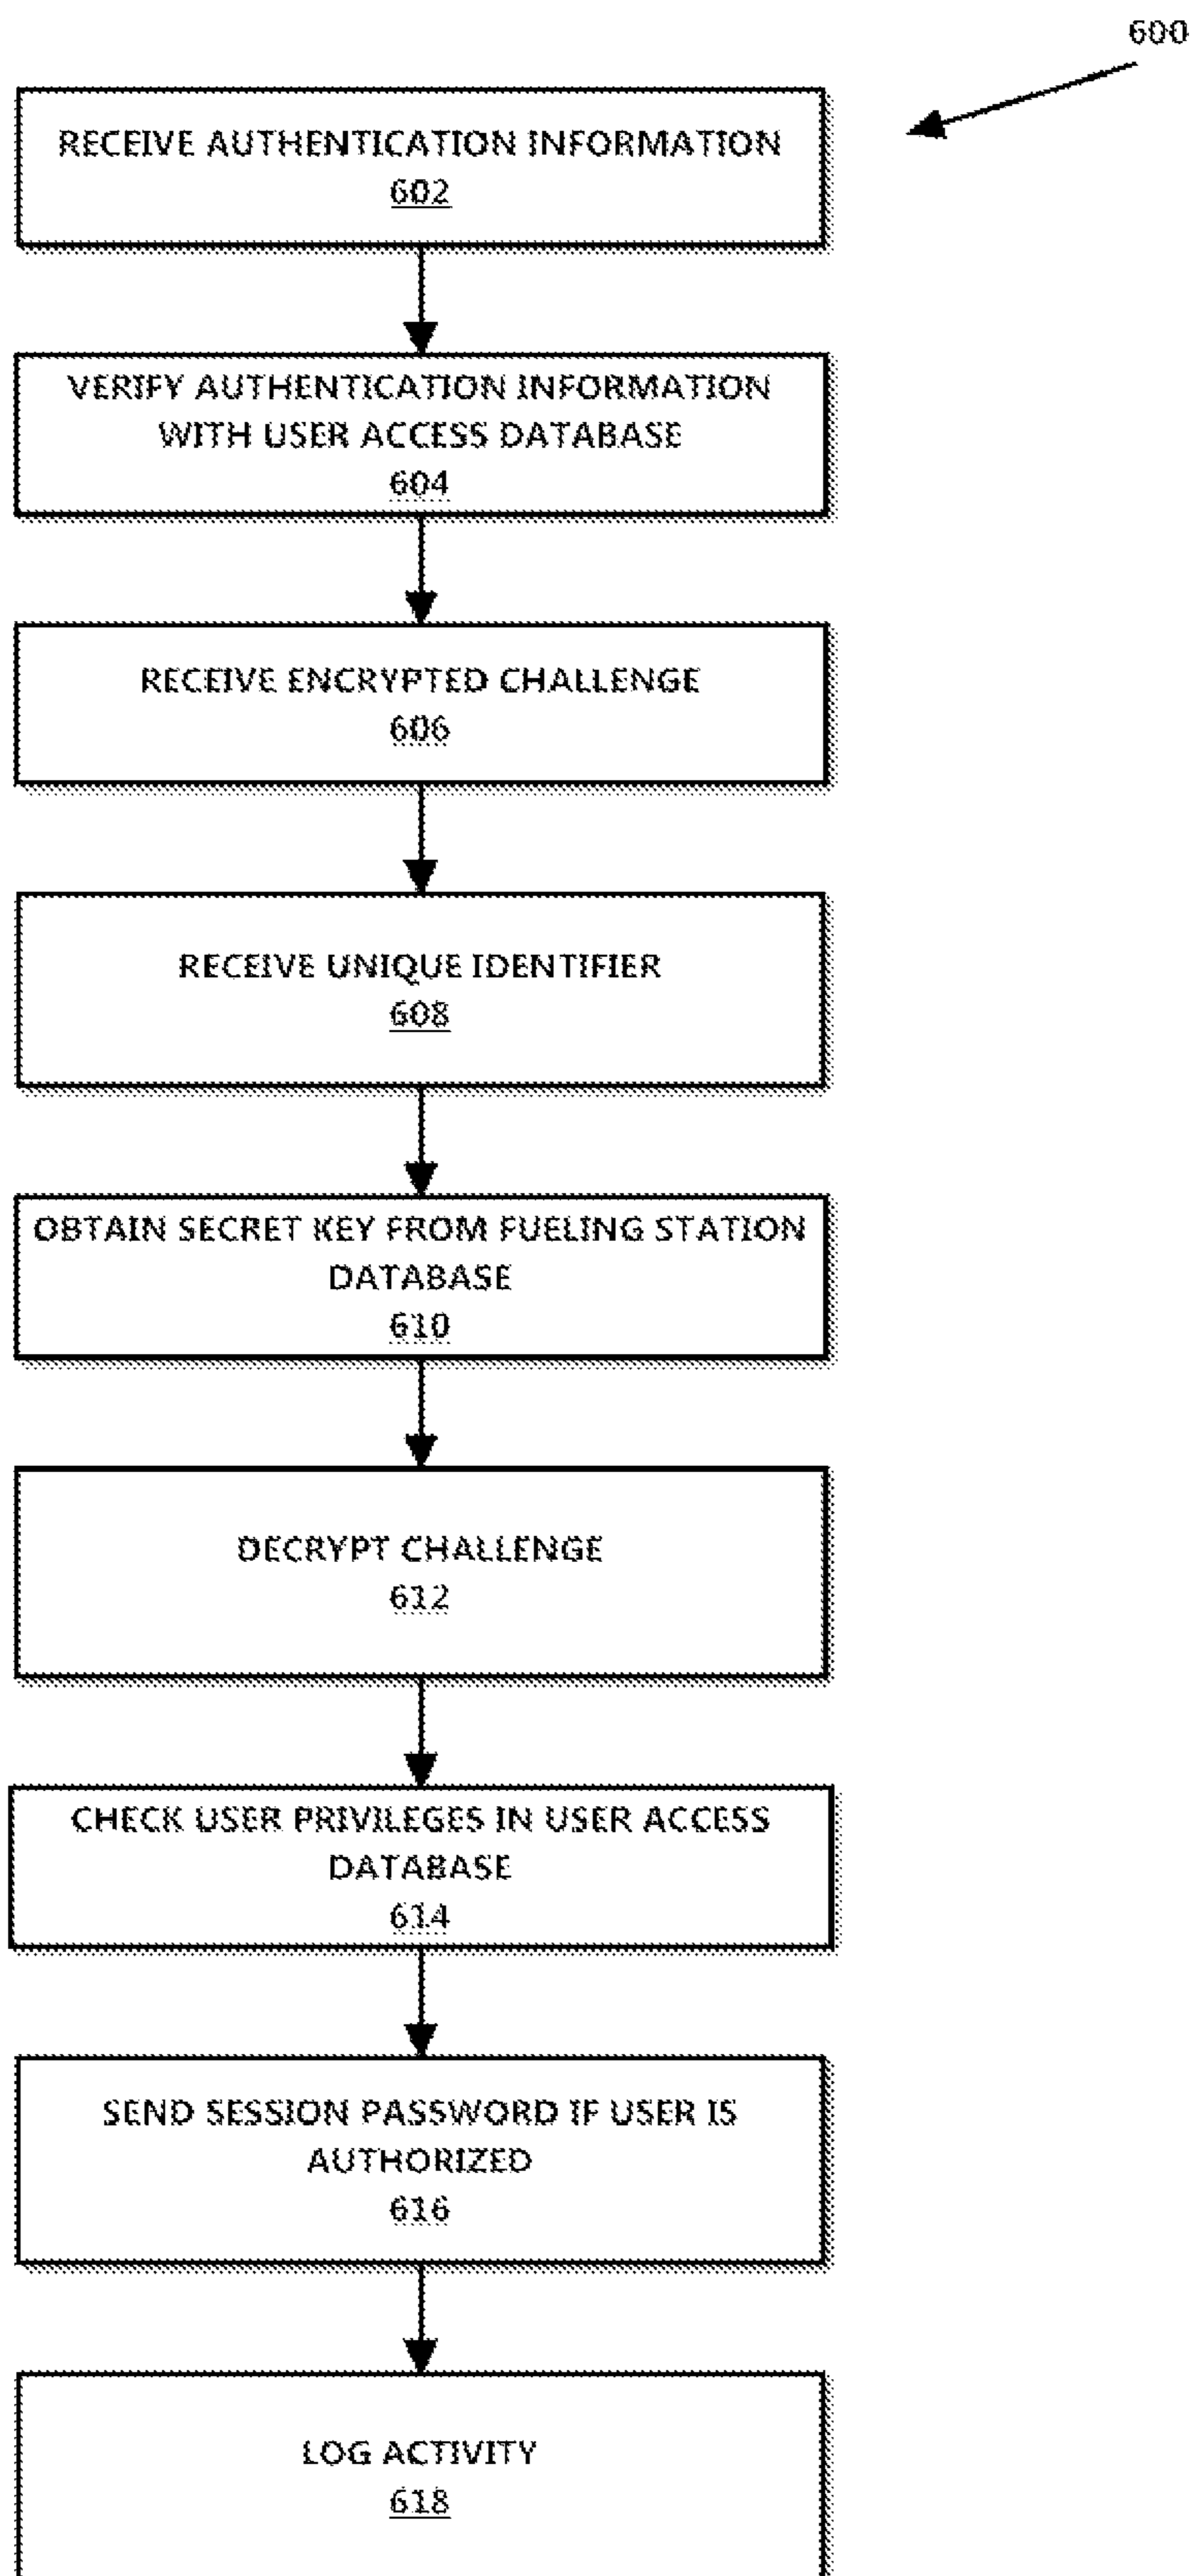 600
RECEIVE AUTHENTICATION INFORMATION
602
VERIFY AUTHENTICATION INFORMATION
WITH USER ACCESS DATABASE
604
RECEIVE ENCRYPTED CHALLENGE
606
RECEIVE UNIQUE IDENTIFIER
608
OBTAIN SECRET KEY FROM FUELING STATION
DATABASE
610
DECRYPT CHALLENGE
612
CHECK USER PRIVILEGES IN USER ACCESS
DATABASE
614
SEND SESSION PASSWORD IF USER IS
AUTHORIZED
616
LOG ACTIVITY
618